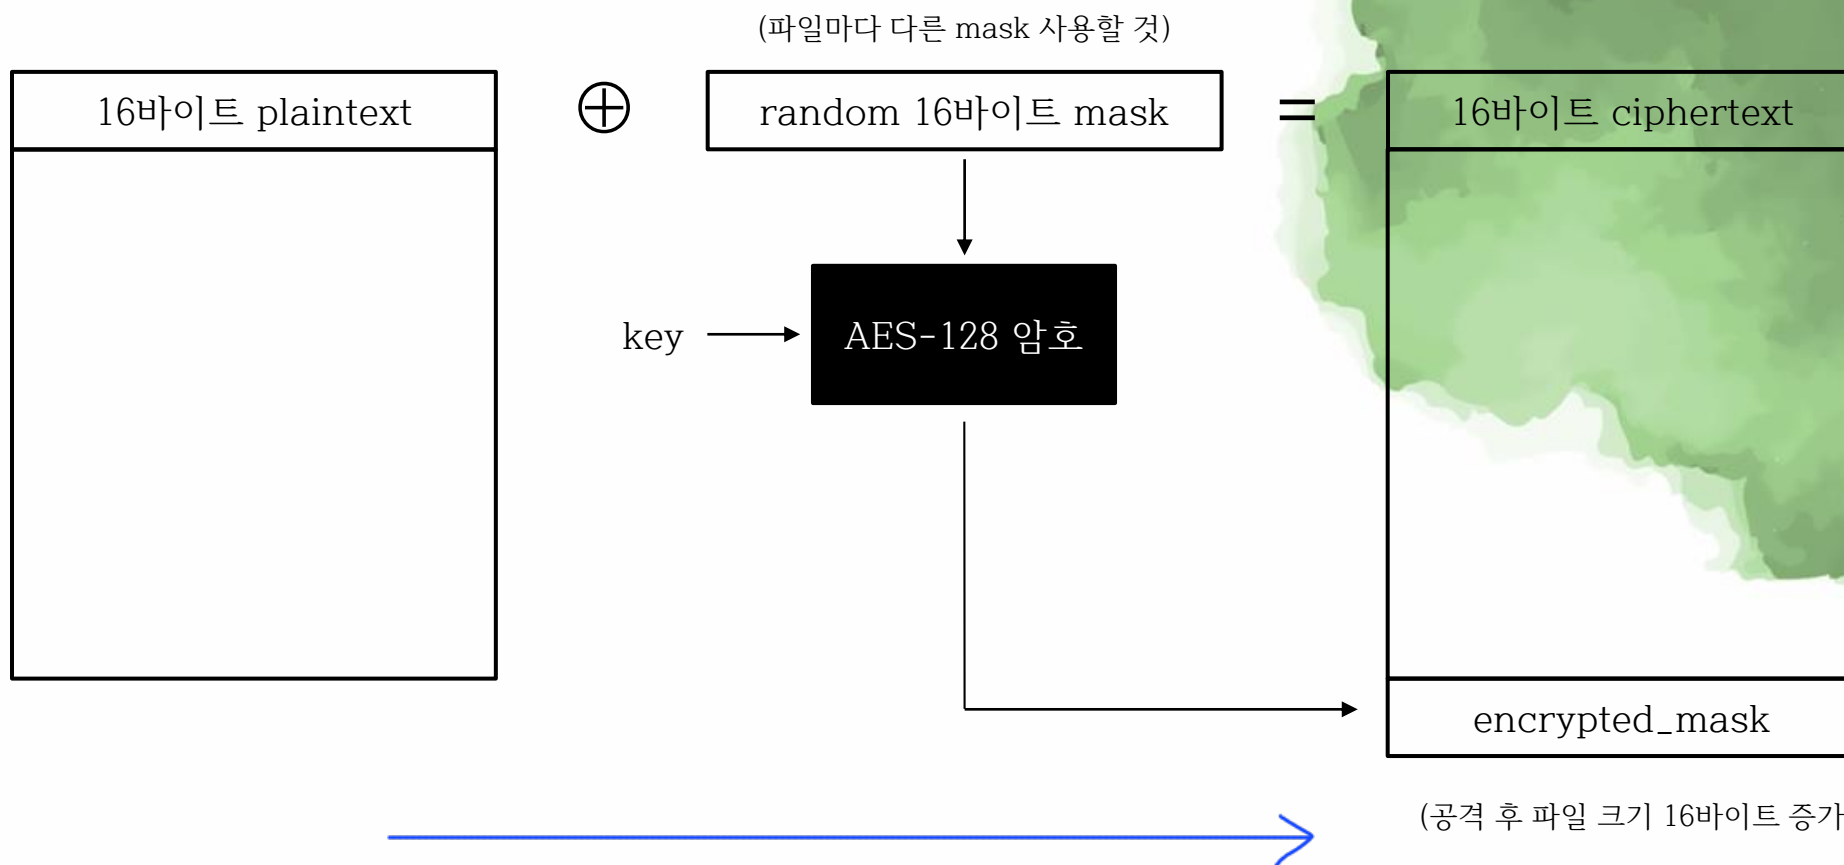 (파일마다 다른 mask 사용할 것)
16바이트 plaintext
⊕
random 16바이트 mask
=
16바이트 ciphertext
key
AES-128 암호
encrypted_mask
(공격 후 파일 크기 16바이트 증가